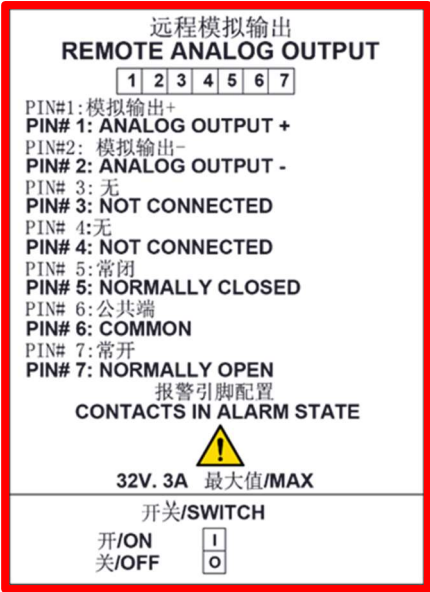 远程模拟输出
REMOTE ANALOG OUTPUT
1 2 3 4 5 6 7
PIN#1:模拟输出+
PIN# 1: ANALOG OUTPUT +
PIN#2: 模拟输出-
PIN# 2: ANALOG OUTPUT -
PIN# 3: 无
PIN# 3: NOT CONNECTED
PIN# 4:无
PIN# 4: NOT CONNECTED
PIN# 5:常闭
PIN# 5: NORMALLY CLOSED
PIN# 6:公共端
PIN# 6: COMMON
PIN# 7:常开
PIN# 7: NORMALLY OPEN
报警引脚配置
CONTACTS IN ALARM STATE
!
32V. 3A 最大值/MAX
开关/SWITCH
开/ON I
关/OFF O